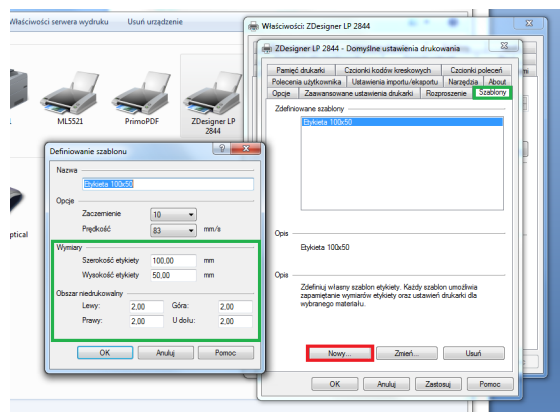 Właściwości serwera wydruku Usuń urządzenie
ML5521
PrimoPDF
ZDesigner LP
2844
ptical
Właściwości: ZDesigner LP 2844
ZDesigner LP 2844 - Domyślne ustawienia drukowania
Pamięć drukarki Czcionki kodów kreskowych Czcionki poleceń
Polecenia użytkownika Ustawienia importu/eksportu Narzędzia About
Opcje Zaawansowane ustawienia drukarki Rozproszenie Szablony
Zdefiniowane szablony
Etykieta 100x50
Opis
Etykieta 100x50
Opis
Zdefiniuj własny szablon etykiety. Każdy szablon umożliwia
zapamiętanie wymiarów etykiety oraz ustawień drukarki dla
wybranego materiału.
Nowy... Zmień... Usuń
OK Anuluj Zastosuj Pomoc
Definiowanie szablonu
Nazwa
Etykieta 100x50
Opcje
Zaczernienie 10
Prędkość 83 mm/s
Wymiary
Szerokość etykiety 100,00 mm
Wysokość etykiety 50,00 mm
Obszar niedrukowalny
Lewy: 2,00 Góra: 2,00
Prawy: 2,00 U dołu: 2,00
OK Anuluj Pomoc